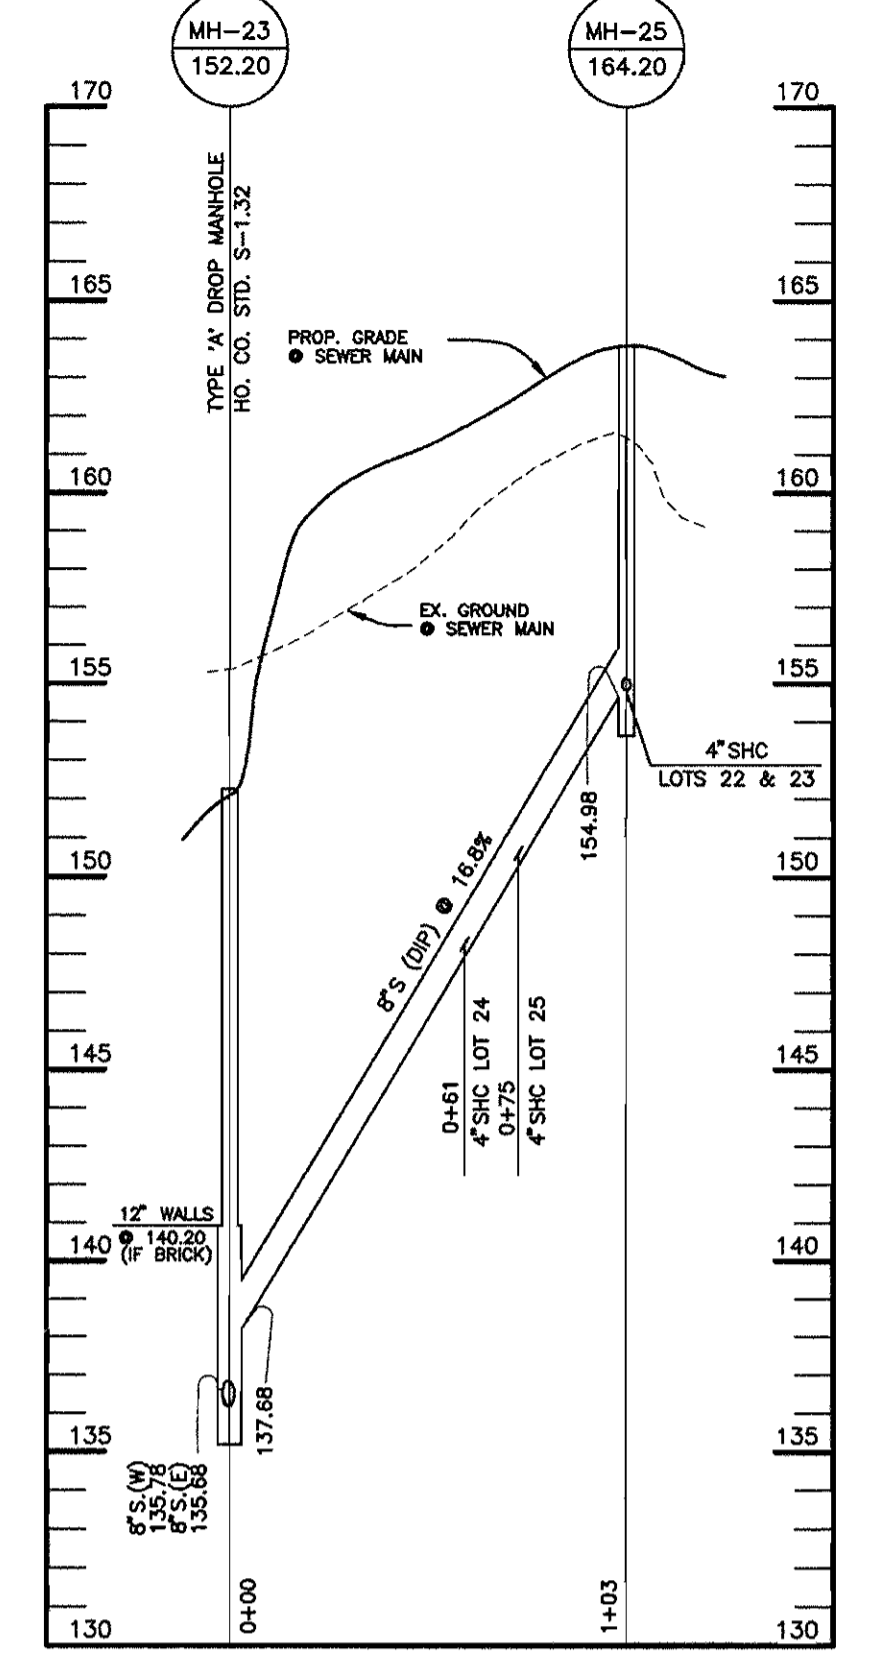 MH-23
152.20
MH-25
164.20
170
170
TYPE 'A' DROP MANHOLE
HO. CO. STD. S-1.32
165
165
PROP. GRADE
@ SEWER MAIN
160
160
EX. GROUND
@ SEWER MAIN
155
155
4" SHC
LOTS 22 & 23
154.98
150
150
8"S (DIP) @ 16.8%
145
145
0+61
4"SHC LOT 24
0+75
4"SHC LOT 25
12" WALLS
@ 140.20
(IF BRICK)
140
140
137.68
135
135
8"S.(W)
135.78
8"S.(E)
135.68
0+00
1+03
130
130